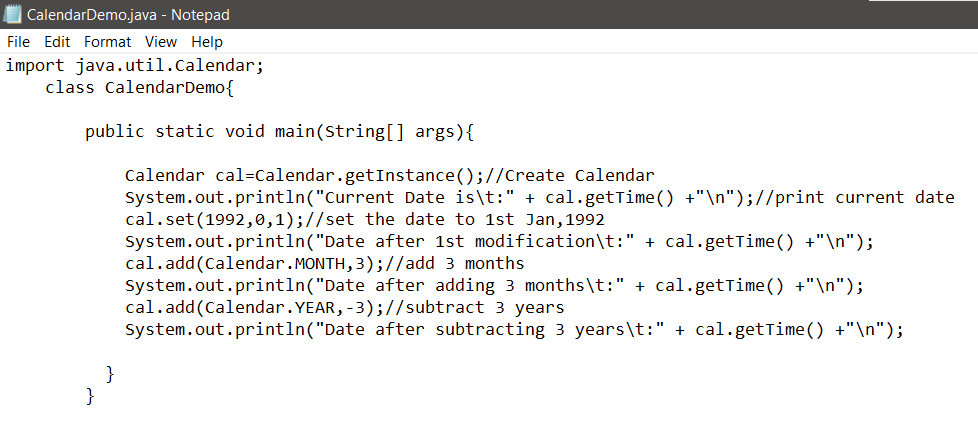 CalendarDemo.java - Notepad
File Edit Format View Help
import java.util.Calendar;
    class CalendarDemo{
        public static void main(String[] args){
            Calendar cal=Calendar.getInstance();//Create Calendar
            System.out.println("Current Date is\t:" + cal.getTime() +"\n");//print current date
            cal.set(1992,0,1);//set the date to 1st Jan,1992
            System.out.println("Date after 1st modification\t:" + cal.getTime() +"\n");
            cal.add(Calendar.MONTH,3);//add 3 months
            System.out.println("Date after adding 3 months\t:" + cal.getTime() +"\n");
            cal.add(Calendar.YEAR,-3);//subtract 3 years
            System.out.println("Date after subtracting 3 years\t:" + cal.getTime() +"\n");
          }
        }